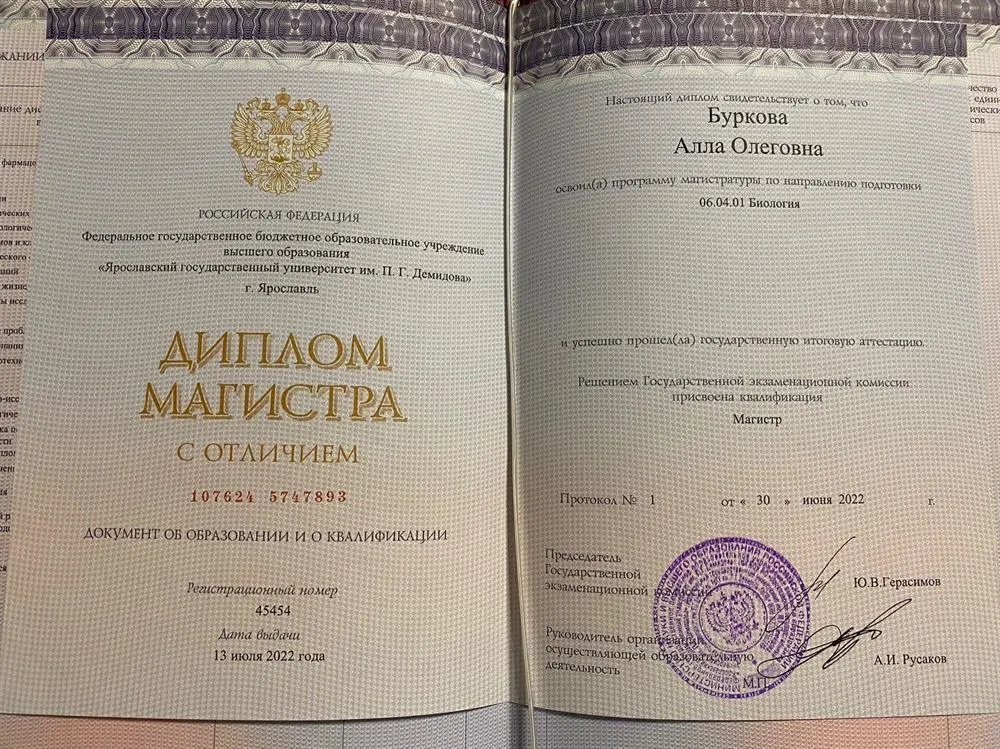 РОССИЙСКАЯ ФЕДЕРАЦИЯ
Федеральное государственное бюджетное образовательное учреждение
высшего образования
«Ярославский государственный университет им. П. Г. Демидова»
г. Ярославль
ДИПЛОМ
МАГИСТРА
С ОТЛИЧИЕМ
107624 5747893
ДОКУМЕНТ ОБ ОБРАЗОВАНИИ И О КВАЛИФИКАЦИИ
Регистрационный номер
45454
Дата выдачи
13 июля 2022 года
Настоящий диплом свидетельствует о том, что
Буркова
Алла Олеговна
освоил(а) программу магистратуры по направлению подготовки
06.04.01 Биология
и успешно прошел(ла) государственную итоговую аттестацию.
Решением Государственной экзаменационной комиссии
присвоена квалификация
Магистр
Протокол № 1 от « 30 » июня 2022 г.
Председатель
Государственной
экзаменационной комиссии
Ю.В.Герасимов
Руководитель организации,
осуществляющей образовательную
деятельность
А.И. Русаков
М.П.